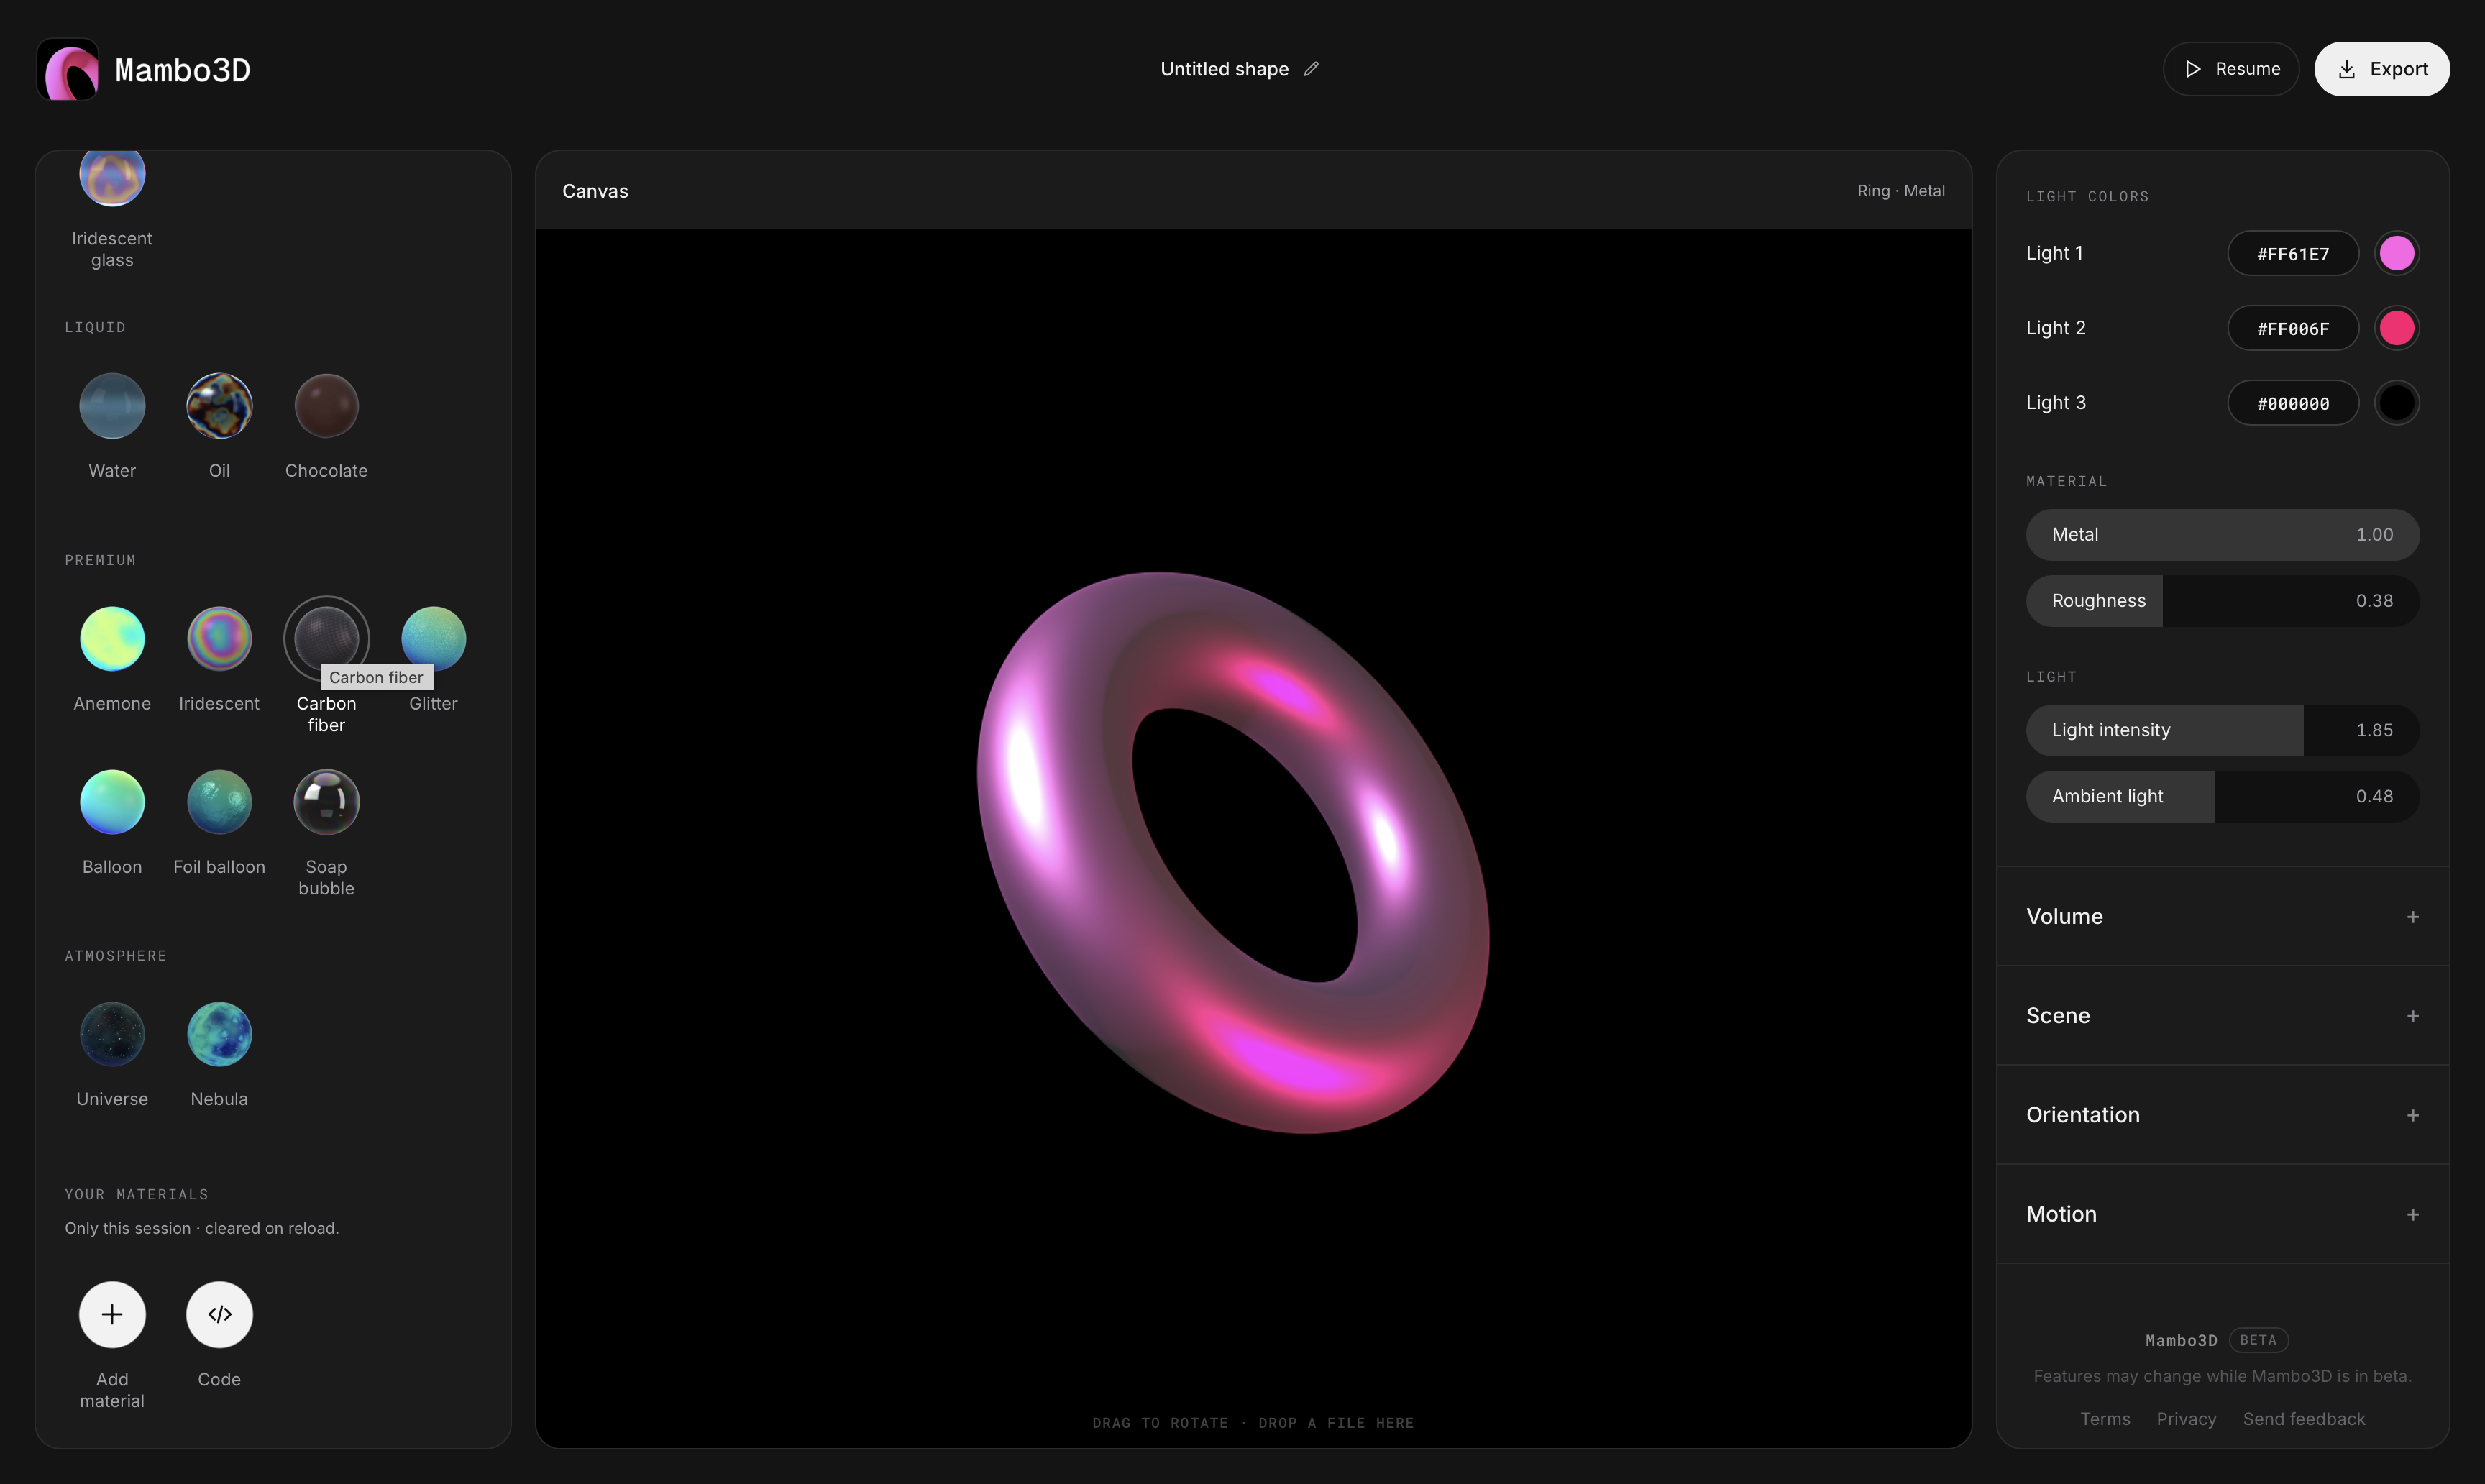 Mambo3D
Untitled shape
Resume
Export
Iridescent
glass
LIQUID
Water
Oil
Chocolate
PREMIUM
Anemone
Iridescent
Carbon
fiber
Carbon fiber
Glitter
Balloon
Foil balloon
Soap
bubble
ATMOSPHERE
Universe
Nebula
YOUR MATERIALS
Only this session · cleared on reload.
Add
material
Code
Canvas
Ring · Metal
DRAG TO ROTATE · DROP A FILE HERE
LIGHT COLORS
Light 1
#FF61E7
Light 2
#FF006F
Light 3
#000000
MATERIAL
Metal
1.00
Roughness
0.38
LIGHT
Light intensity
1.85
Ambient light
0.48
Volume
+
Scene
+
Orientation
+
Motion
+
Mambo3D
BETA
Features may change while Mambo3D is in beta.
Terms
Privacy
Send feedback